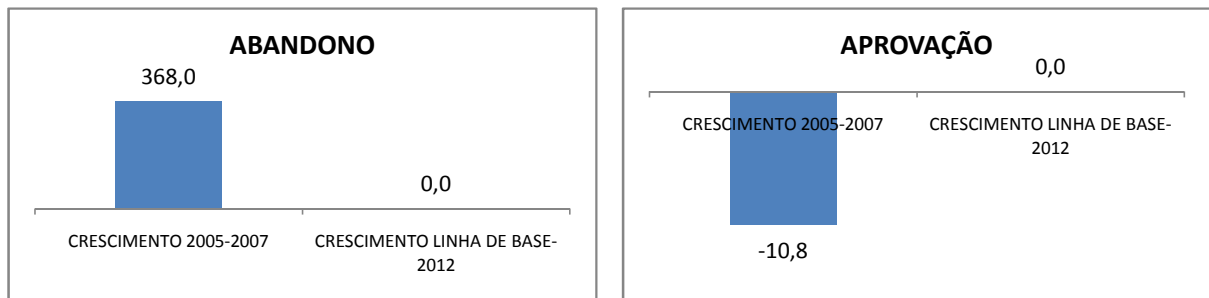 ABANDONO
368,0
0,0
CRESCIMENTO 2005-2007
CRESCIMENTO LINHA DE BASE-
2012
APROVAÇÃO
0,0
CRESCIMENTO 2005-2007
CRESCIMENTO LINHA DE BASE-
2012
-10,8